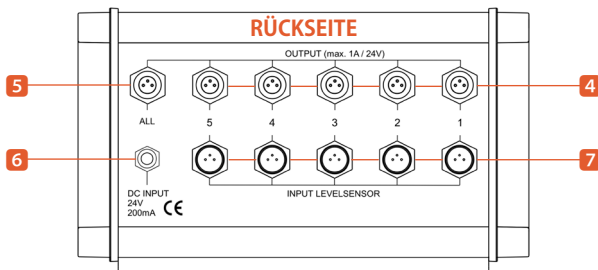 RÜCKSEITE
OUTPUT (max. 1A / 24V)
5
4
ALL
5 4 3 2 1
6
7
DC INPUT
24V
200mA CE
INPUT LEVELSENSOR